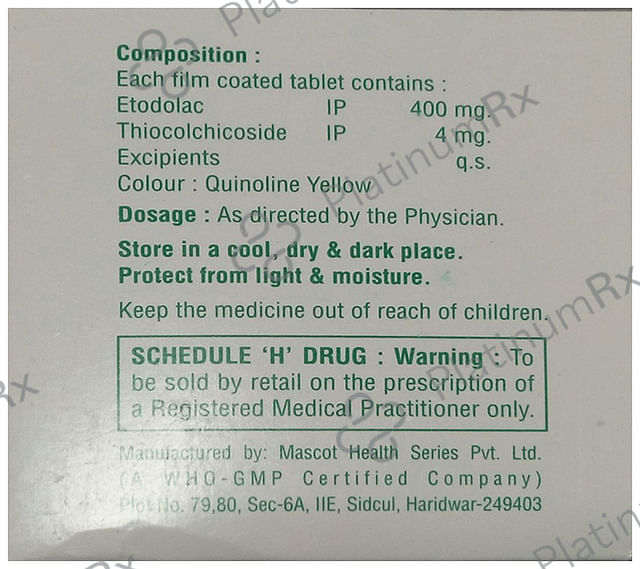 Composition :
Each film coated tablet contains :
Etodolac IP 400 mg.
Thiocolchicoside IP 4 mg.
Excipients q.s.
Colour : Quinoline Yellow
Dosage : As directed by the Physician.
Store in a cool, dry & dark place.
Protect from light & moisture.
Keep the medicine out of reach of children.
SCHEDULE ‘H’ DRUG : Warning : To
be sold by retail on the prescription of
a Registered Medical Practitioner only.
Manufactured by: Mascot Health Series Pvt. Ltd.
(A WHO-GMP Certified Company)
Plot No. 79,80, Sec-6A, IIE, Sidcul, Haridwar-249403
PlatinumRx
PlatinumRx